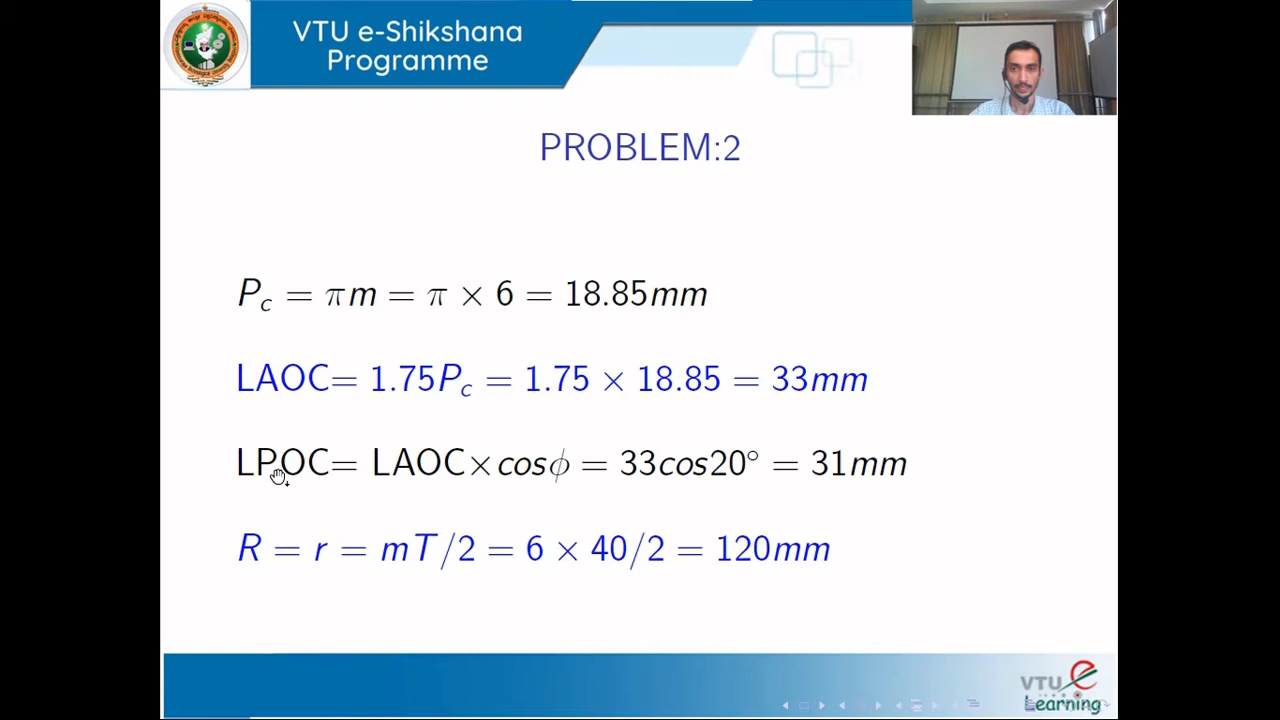 VTU e-Shikshana
Programme
PROBLEM:2
P_c = πm = π × 6 = 18.85mm
LAOC= 1.75P_c = 1.75 × 18.85 = 33mm
LPOC= LAOC×cosϕ = 33cos20° = 31mm
R = r = mT/2 = 6 × 40/2 = 120mm
VTU e
Learning